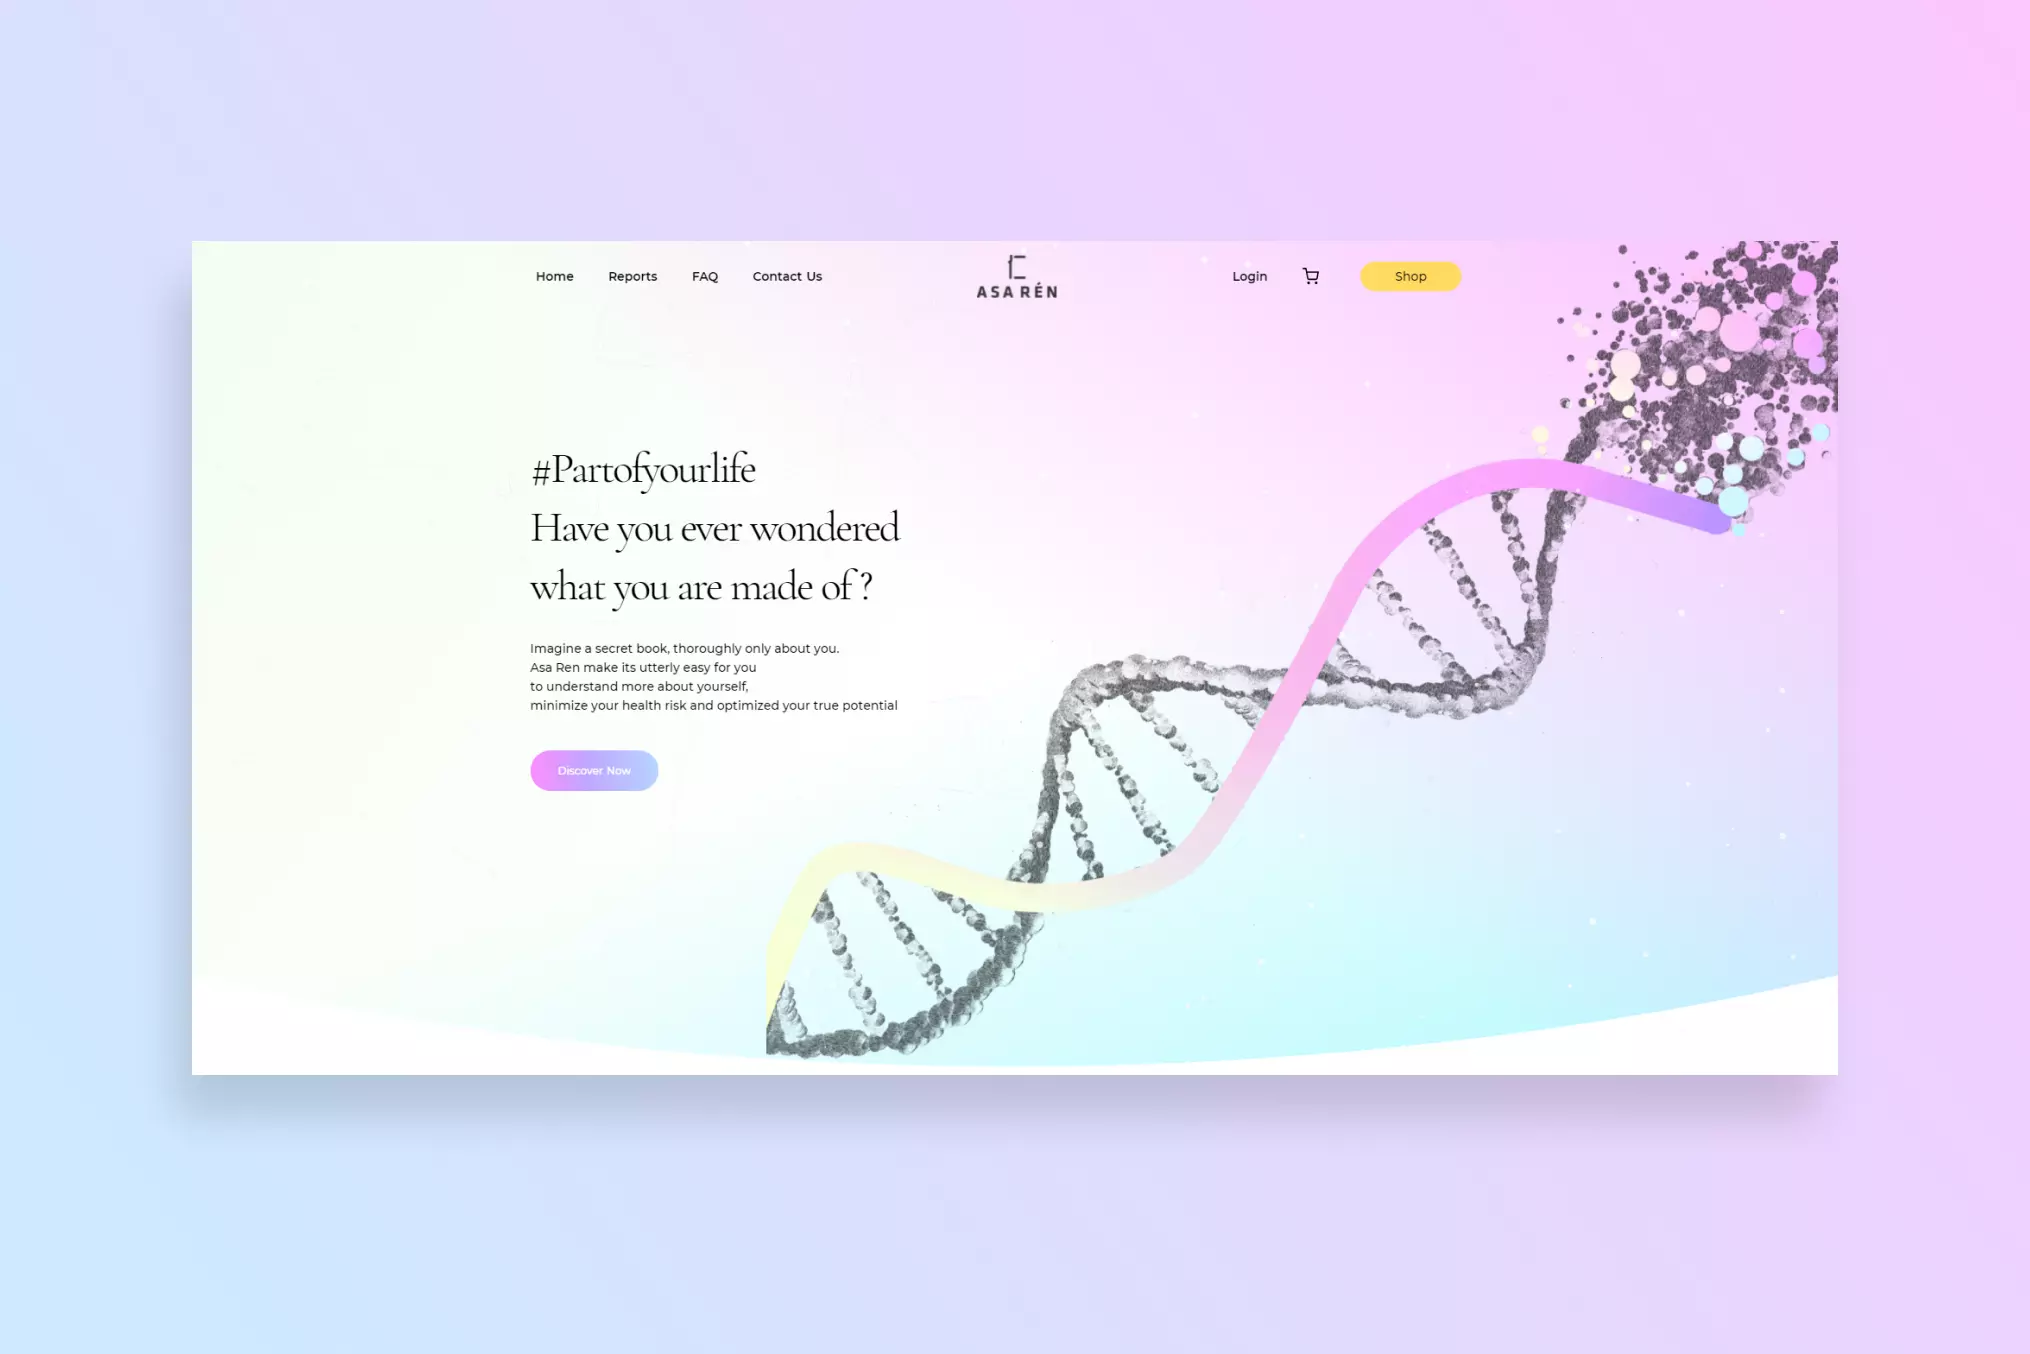 Home Reports FAQ Contact Us
ASA RÉN
Login
Shop
#Partofyourlife
Have you ever wondered
what you are made of ?
Imagine a secret book, thoroughly only about you.
Asa Ren make its utterly easy for you
to understand more about yourself,
minimize your health risk and optimized your true potential
Discover Now